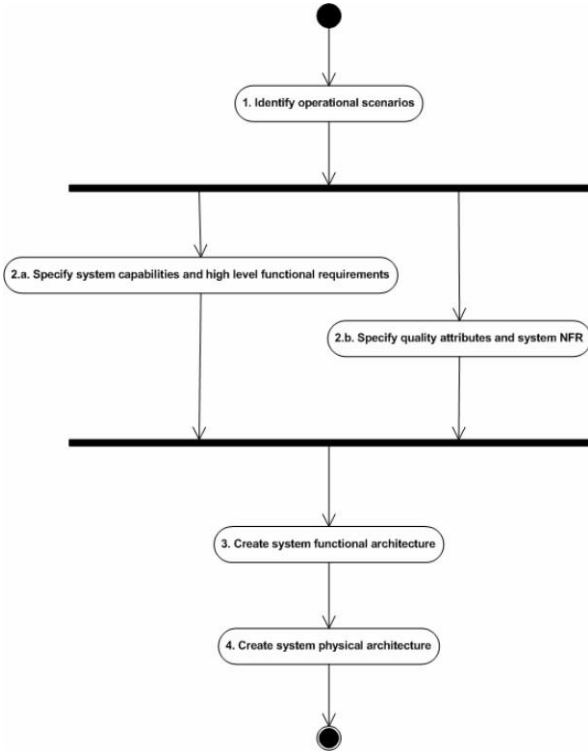 1. Identify operational scenarios
2.a. Specify system capabilities and high level functional requirements
2.b. Specify quality attributes and system NFR
3. Create system functional architecture
4. Create system physical architecture